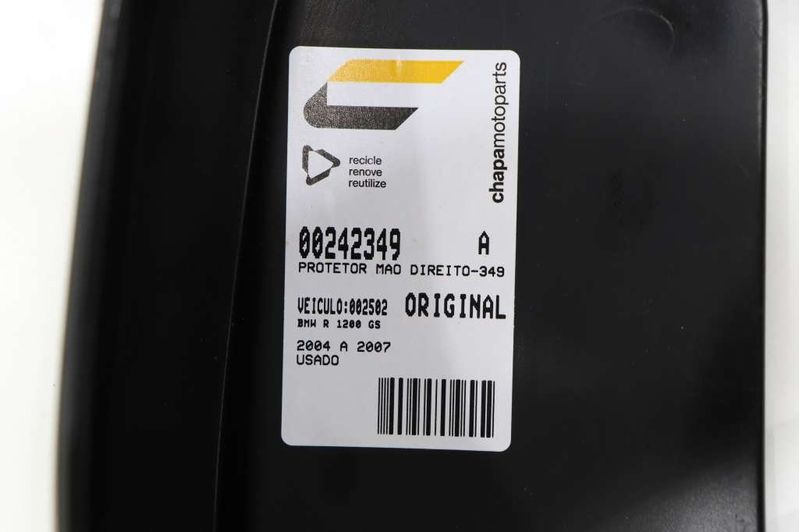 chapamotoparts
recicle
renove
reutilize
00242349 A
PROTETOR MAO DIREITO-349
VEICULO:002502 ORIGINAL
BMW R 1200 GS
2004 A 2007
USADO